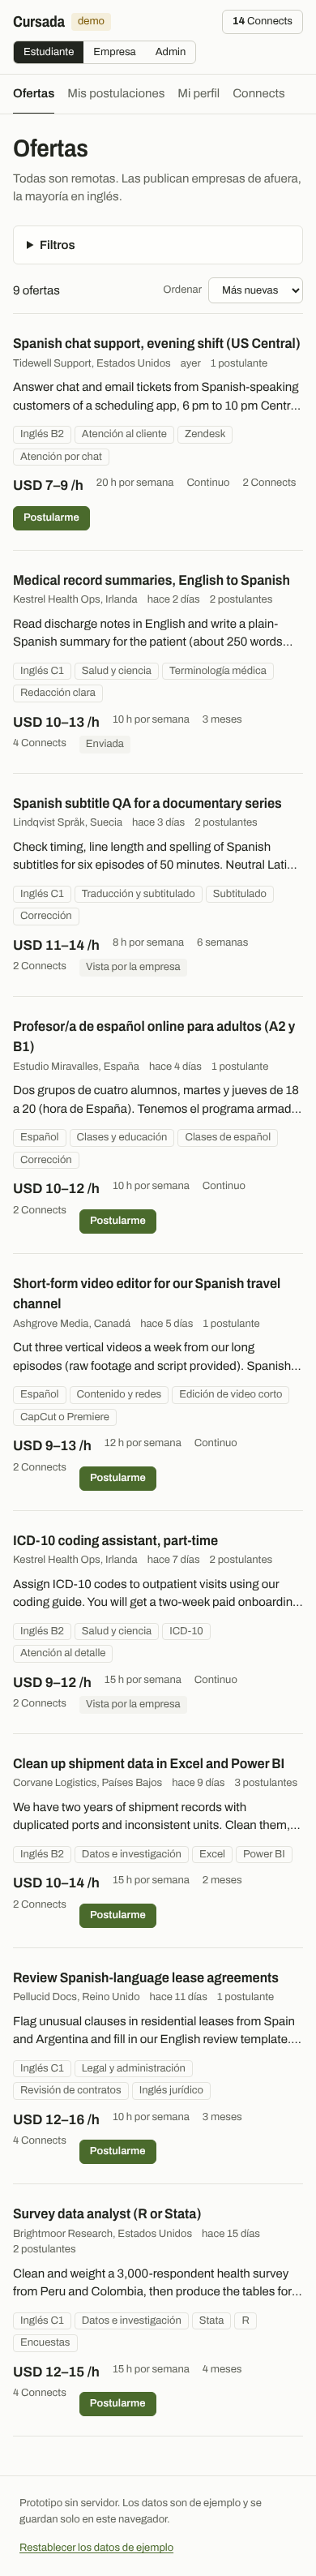 Cursada demo 14 Connects
Estudiante Empresa Admin
Ofertas Mis postulaciones Mi perfil Connects
Ofertas
Todas son remotas. Las publican empresas de afuera,
la mayoría en inglés.
Filtros
9 ofertas Ordenar Más nuevas
Spanish chat support, evening shift (US Central)
Tidewell Support, Estados Unidos ayer 1 postulante
Answer chat and email tickets from Spanish-speaking
customers of a scheduling app, 6 pm to 10 pm Centr...
Inglés B2 Atención al cliente Zendesk
Atención por chat
USD 7–9 /h 20 h por semana Continuo 2 Connects
Postularme
Medical record summaries, English to Spanish
Kestrel Health Ops, Irlanda hace 2 días 2 postulantes
Read discharge notes in English and write a plain-
Spanish summary for the patient (about 250 words...
Inglés C1 Salud y ciencia Terminología médica
Redacción clara
USD 10–13 /h 10 h por semana 3 meses
4 Connects Enviada
Spanish subtitle QA for a documentary series
Lindqvist Språk, Suecia hace 3 días 2 postulantes
Check timing, line length and spelling of Spanish
subtitles for six episodes of 50 minutes. Neutral Lati...
Inglés C1 Traducción y subtitulado Subtitulado
Corrección
USD 11–14 /h 8 h por semana 6 semanas
2 Connects Vista por la empresa
Profesor/a de español online para adultos (A2 y
B1)
Estudio Miravalles, España hace 4 días 1 postulante
Dos grupos de cuatro alumnos, martes y jueves de 18
a 20 (hora de España). Tenemos el programa armad...
Español Clases y educación Clases de español
Corrección
USD 10–12 /h 10 h por semana Continuo
2 Connects Postularme
Short-form video editor for our Spanish travel
channel
Ashgrove Media, Canadá hace 5 días 1 postulante
Cut three vertical videos a week from our long
episodes (raw footage and script provided). Spanish...
Español Contenido y redes Edición de video corto
CapCut o Premiere
USD 9–13 /h 12 h por semana Continuo
2 Connects Postularme
ICD-10 coding assistant, part-time
Kestrel Health Ops, Irlanda hace 7 días 2 postulantes
Assign ICD-10 codes to outpatient visits using our
coding guide. You will get a two-week paid onboardin...
Inglés B2 Salud y ciencia ICD-10
Atención al detalle
USD 9–12 /h 15 h por semana Continuo
2 Connects Vista por la empresa
Clean up shipment data in Excel and Power BI
Corvane Logistics, Países Bajos hace 9 días 3 postulantes
We have two years of shipment records with
duplicated ports and inconsistent units. Clean them,...
Inglés B2 Datos e investigación Excel Power BI
USD 10–14 /h 15 h por semana 2 meses
2 Connects Postularme
Review Spanish-language lease agreements
Pellucid Docs, Reino Unido hace 11 días 1 postulante
Flag unusual clauses in residential leases from Spain
and Argentina and fill in our English review template....
Inglés C1 Legal y administración
Revisión de contratos Inglés jurídico
USD 12–16 /h 10 h por semana 3 meses
4 Connects Postularme
Survey data analyst (R or Stata)
Brightmoor Research, Estados Unidos hace 15 días
2 postulantes
Clean and weight a 3,000-respondent health survey
from Peru and Colombia, then produce the tables for...
Inglés C1 Datos e investigación Stata R
Encuestas
USD 12–15 /h 15 h por semana 4 meses
4 Connects Postularme
Prototipo sin servidor. Los datos son de ejemplo y se
guardan solo en este navegador.
Restablecer los datos de ejemplo